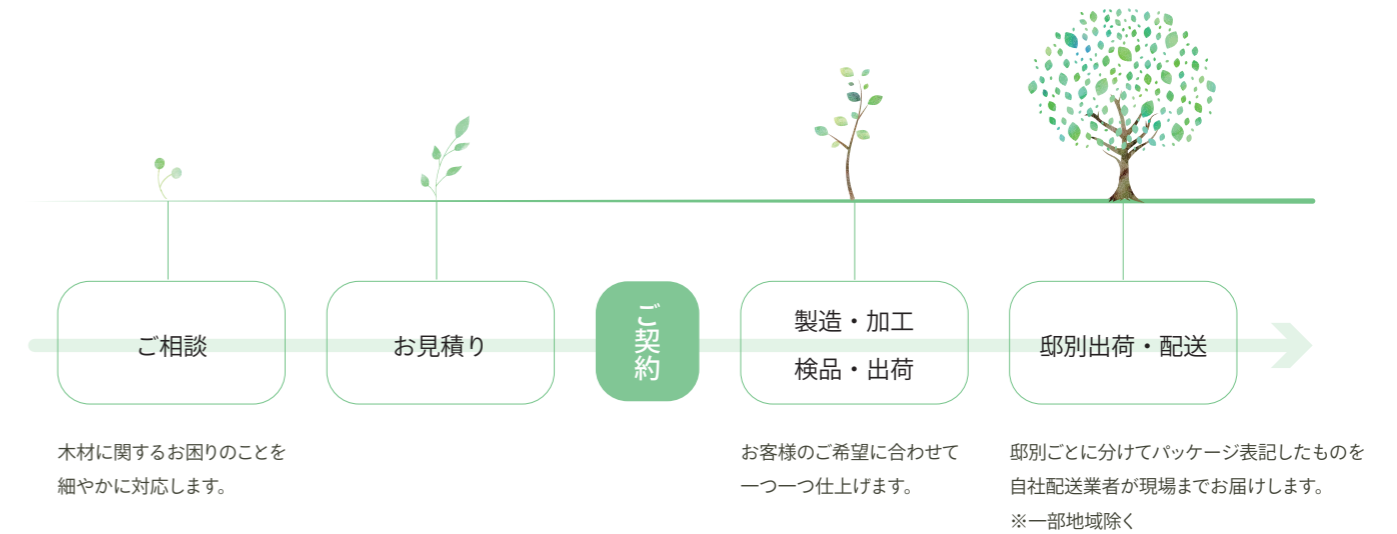 ご相談
お見積り
ご契約
製造・加工
検品・出荷
邸別出荷・配送
木材に関するお困りのことを
細やかに対応します。
お客様のご希望に合わせて
一つ一つ仕上げます。
邸別ごとに分けてパッケージ表記したものを
自社配送業者が現場までお届けします。
※一部地域除く